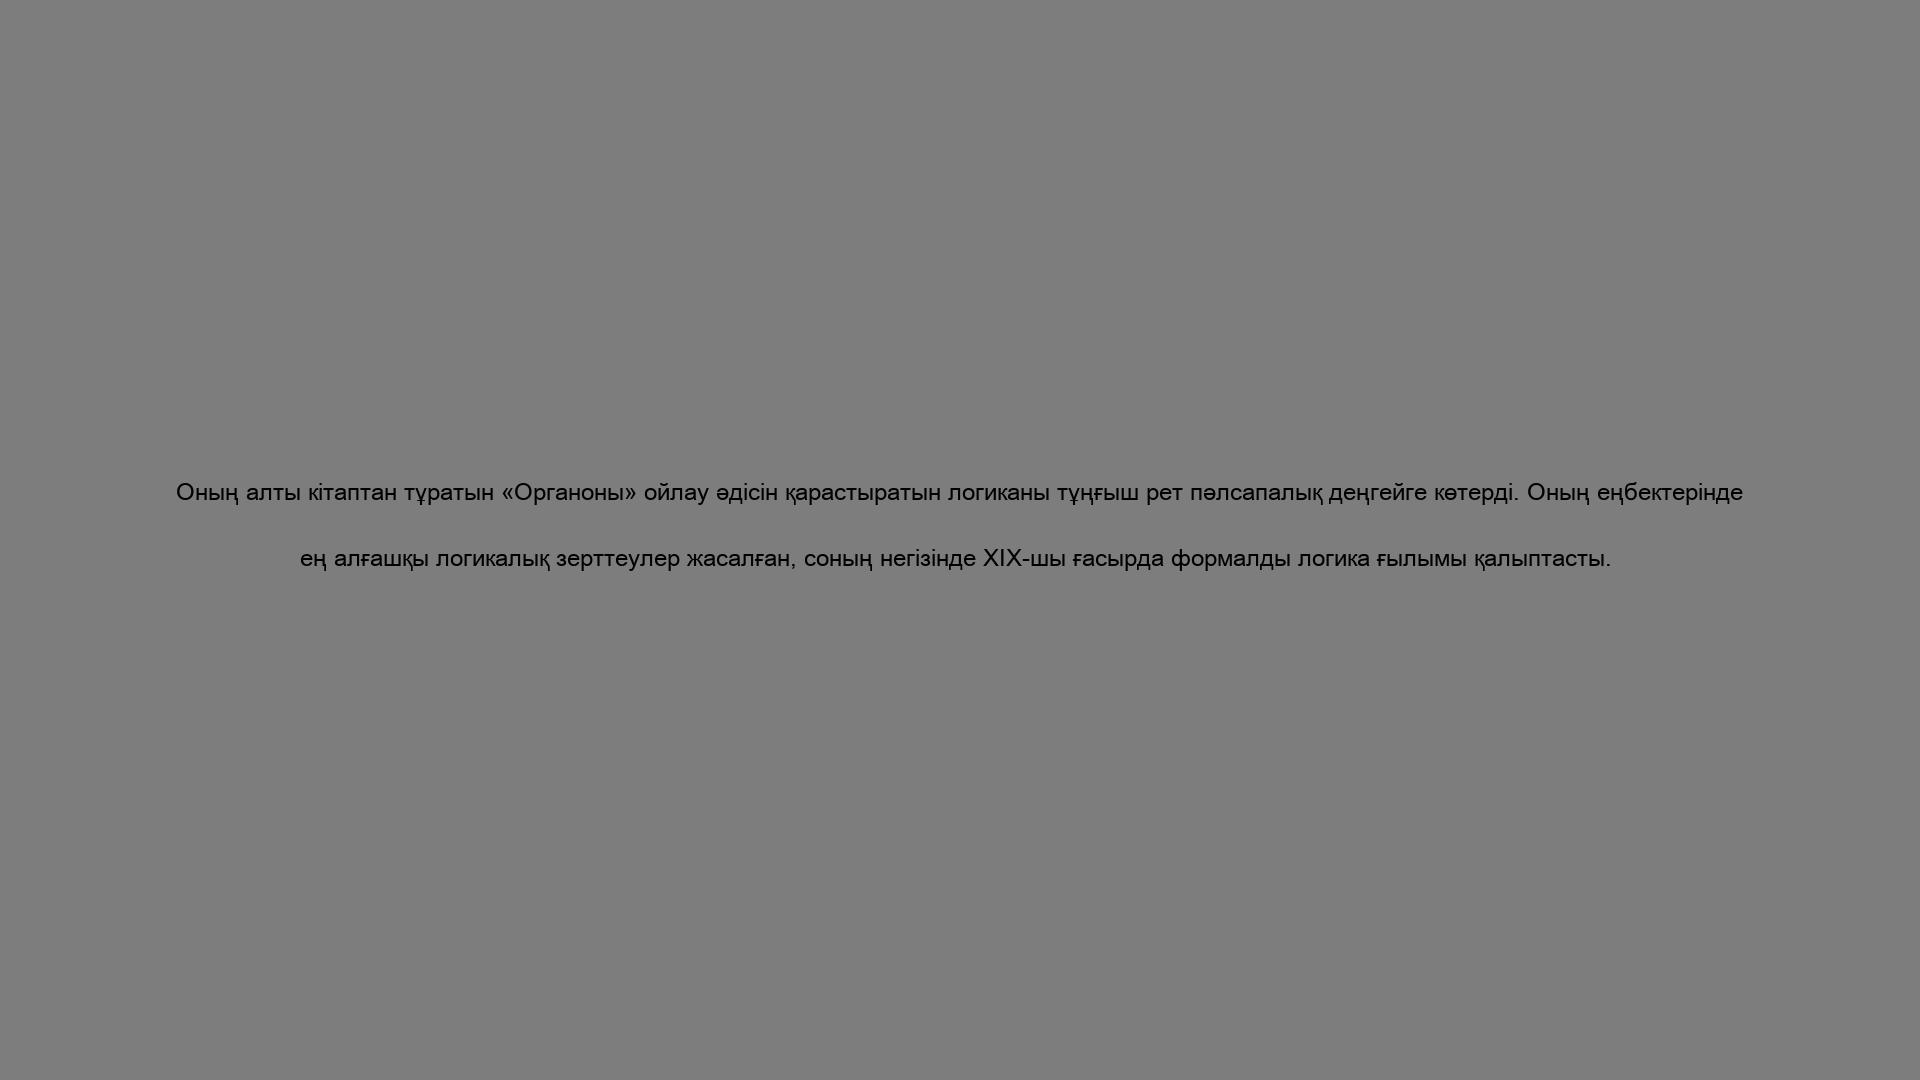 Оның алты кітаптан тұратын «Органоны» ойлау әдісін қарастыратын логиканы тұңғыш рет пәлсапалық деңгейге көтерді. Оның еңбектерінде
ең алғашқы логикалық зерттеулер жасалған, соның негізінде XIX-шы ғасырда формалды логика ғылымы қалыптасты.